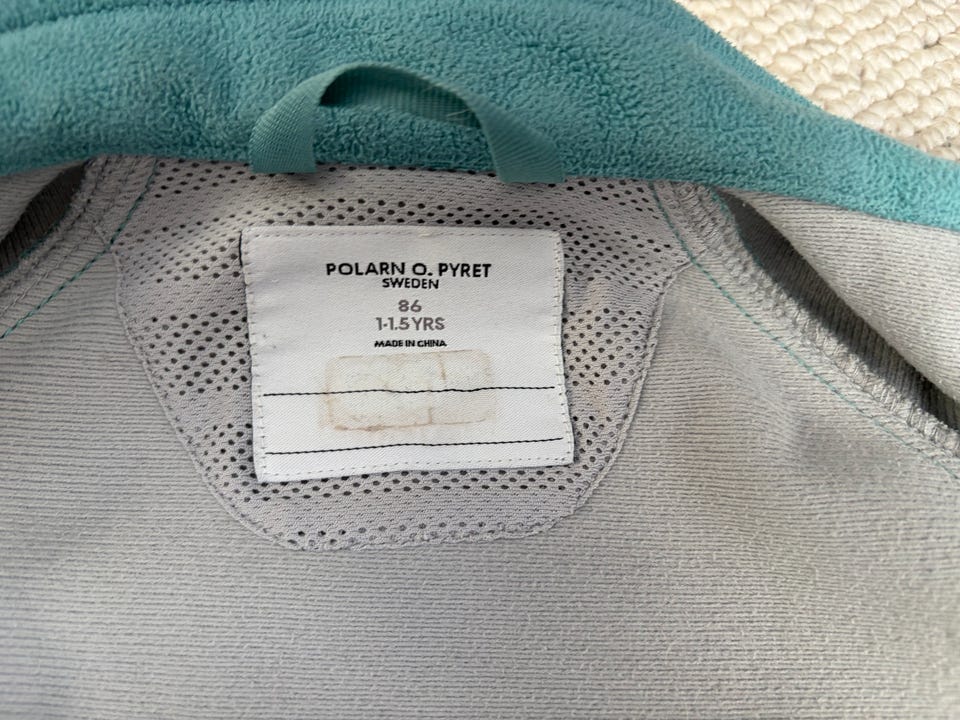 POLARN O. PYRET
SWEDEN
86
1-1.5 YRS
MADE IN CHINA